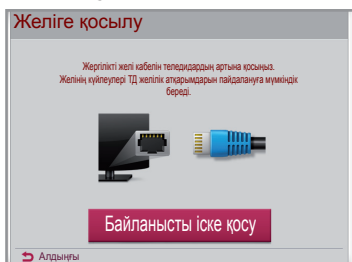 Желіге қосылу
Жергілікті желі кабелін теледидардың артына қосыңыз.
Желінің күйлеулері ТД желілік атқарымдарын пайдалануға мүмкіндік
береді.
Байланысты іске қосу
Алдыңғы